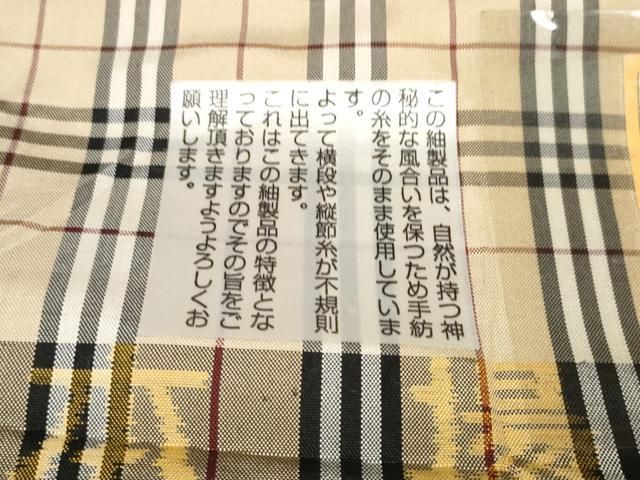 この紬製品は、自然が持つ神
秘的な風合いを保つため手紡
の糸をそのまま使用していま
す。
よって横段や縦節糸が不規則
に出てきます。
これはこの紬製品の特徴とな
っておりますのでその旨をご
理解頂きますようよろしくお
願いします。